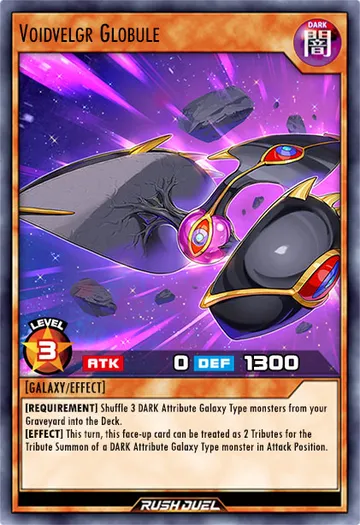 VOIDVELGR GLOBULE
DARK
闇
LEVEL
3
ATK 0 DEF 1300
[GALAXY/EFFECT]
[REQUIREMENT] Shuffle 3 DARK Attribute Galaxy Type monsters from your
Graveyard into the Deck.
[EFFECT] This turn, this face-up card can be treated as 2 Tributes for the
Tribute Summon of a DARK Attribute Galaxy Type monster in Attack Position.
RUSH DUEL